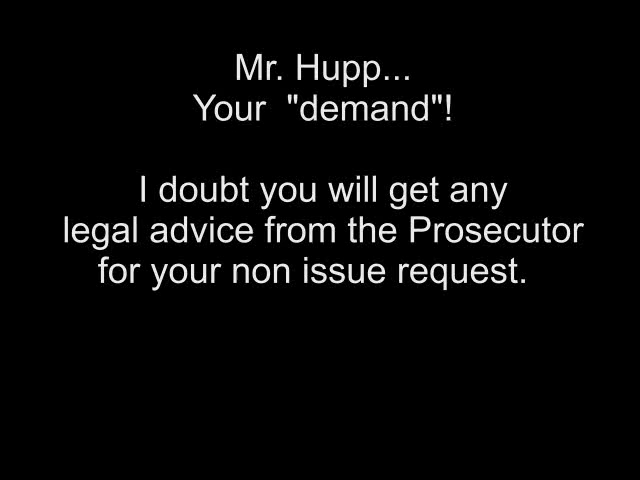 Mr. Hupp...
Your  "demand"!
I doubt you will get any
legal advice from the Prosecutor
for your non issue request.